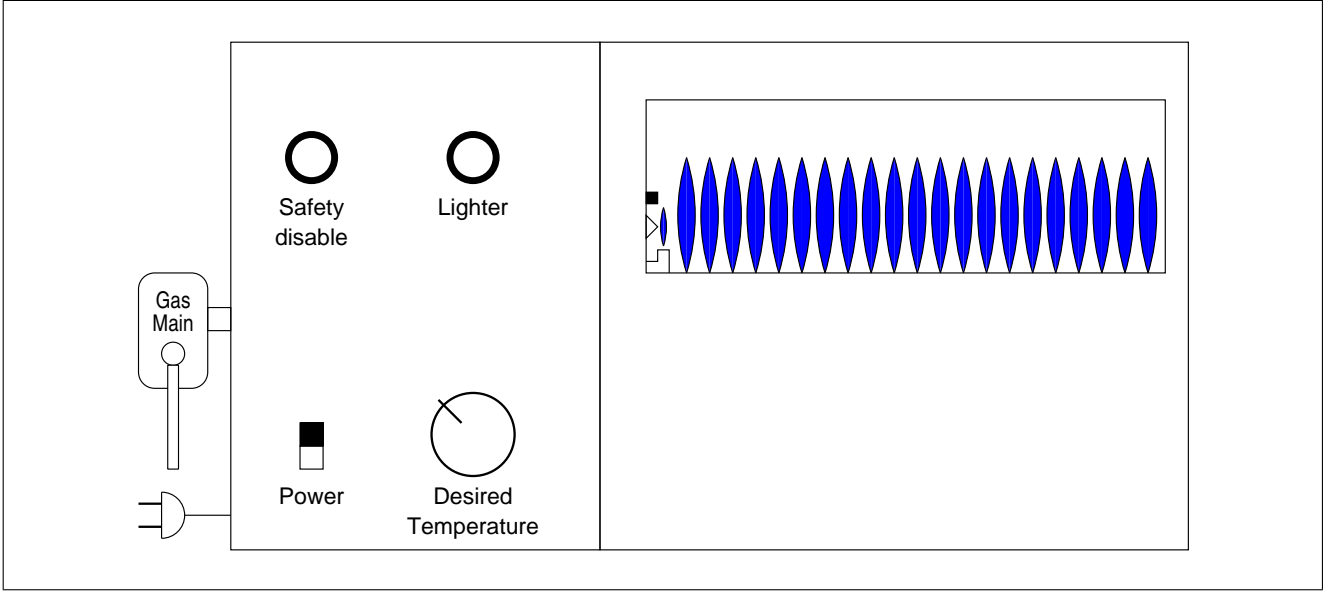 Safety
disable
Lighter
Gas
Main
Power
Desired
Temperature